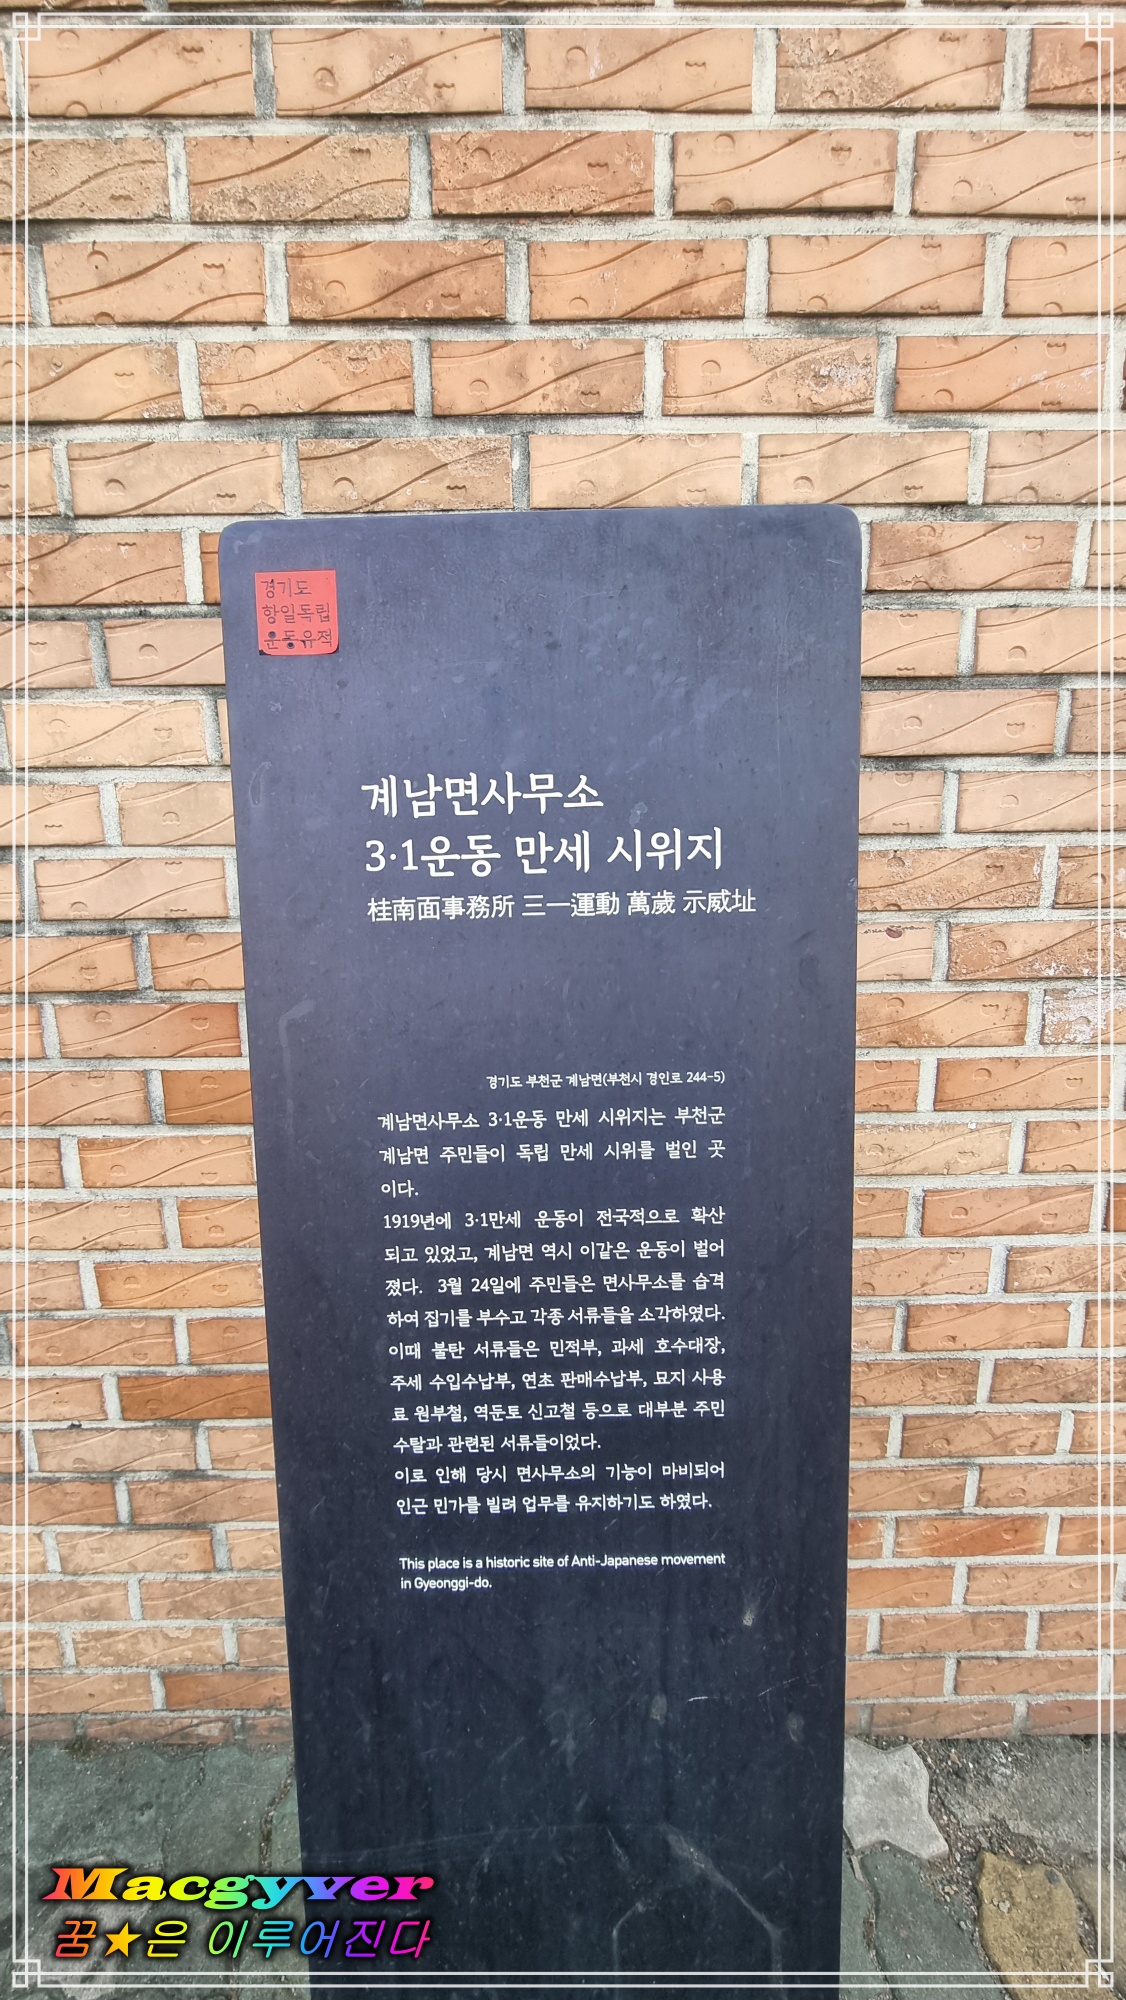 경기도
항일독립
운동유적
계남면사무소
3·1운동 만세 시위지
桂南面事務所 三一運動 萬歲 示威址
경기도 부천군 계남면(부천시 경인로 244-5)
계남면사무소 3·1운동 만세 시위지는 부천군
계남면 주민들이 독립 만세 시위를 벌인 곳
이다.
1919년에 3·1만세 운동이 전국적으로 확산
되고 있었고, 계남면 역시 이같은 운동이 벌어
졌다. 3월 24일에 주민들은 면사무소를 습격
하여 집기를 부수고 각종 서류들을 소각하였다.
이때 불탄 서류들은 민적부, 과세 호수대장,
주세 수입수납부, 연초 판매수납부, 묘지 사용
료 원부철, 역둔토 신고철 등으로 대부분 주민
수탈과 관련된 서류들이었다.
이로 인해 당시 면사무소의 기능이 마비되어
인근 민가를 빌려 업무를 유지하기도 하였다.
This place is a historic site of Anti-Japanese movement
in Gyeonggi-do.
Macgyver
꿈★은 이루어진다